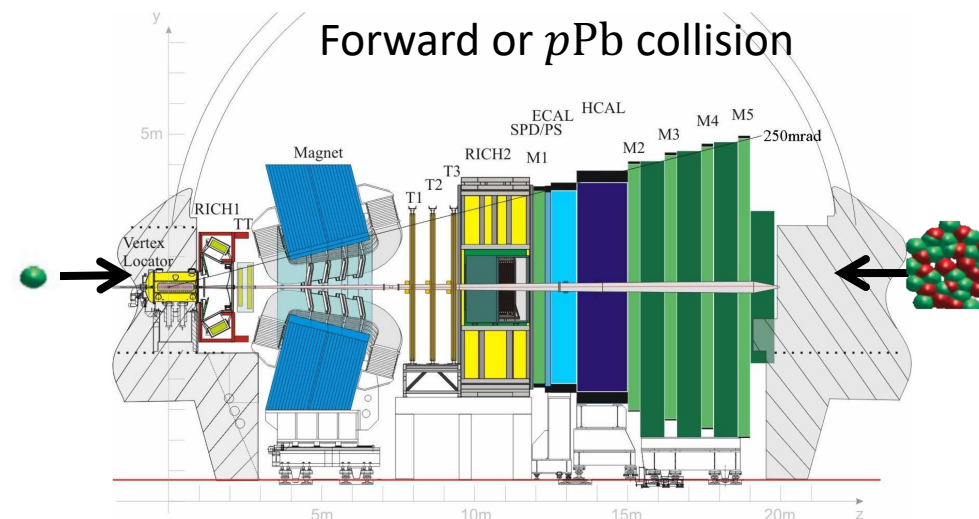 Forward or pPb collision
y
5m
Magnet
RICH1
TT
Vertex
Locator
T1
T2
T3
RICH2
SPD/PS
ECAL
HCAL
M1
M2
M3
M4
M5
250mrad
5m
10m
15m
20m
z